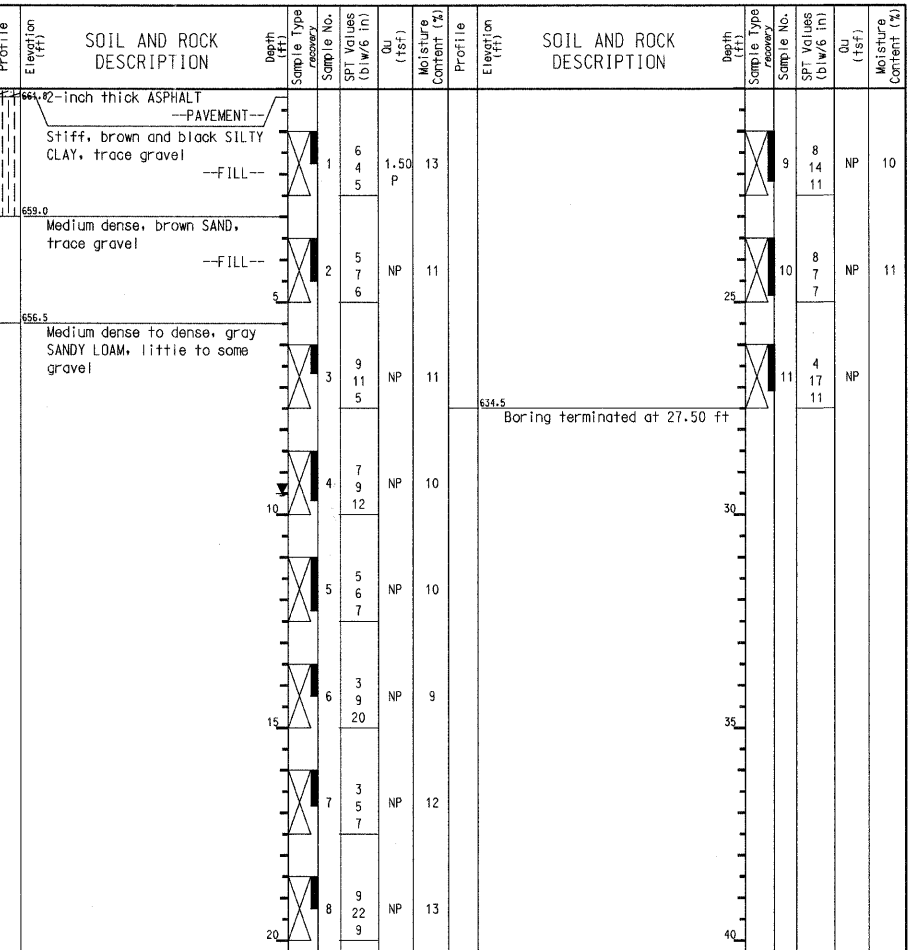 Profile
Elevation (ft)
SOIL AND ROCK DESCRIPTION
Depth (ft)
Sample Type recovery
Sample No.
SPT Values (blw/6 in)
Qu (tsf)
Moisture Content (%)
Profile
Elevation (ft)
SOIL AND ROCK DESCRIPTION
Depth (ft)
Sample Type recovery
Sample No.
SPT Values (blw/6 in)
Qu (tsf)
Moisture Content (%)
661.8 2-inch thick ASPHALT
--PAVEMENT--
Stiff, brown and black SILTY
CLAY, trace gravel
--FILL--
1 6 4 5 1.50 P 13
659.0
Medium dense, brown SAND,
trace gravel
--FILL--
2 5 7 6 NP 11
5
656.5
Medium dense to dense, gray
SANDY LOAM, little to some
gravel
3 9 11 5 NP 11
4 7 9 12 NP 10
10
5 5 6 7 NP 10
6 3 9 20 NP 9
15
7 3 5 7 NP 12
8 9 22 9 NP 13
20
9 8 14 11 NP 10
10 8 7 7 NP 11
25
11 4 17 11 NP
634.5
Boring terminated at 27.50 ft
30
35
40